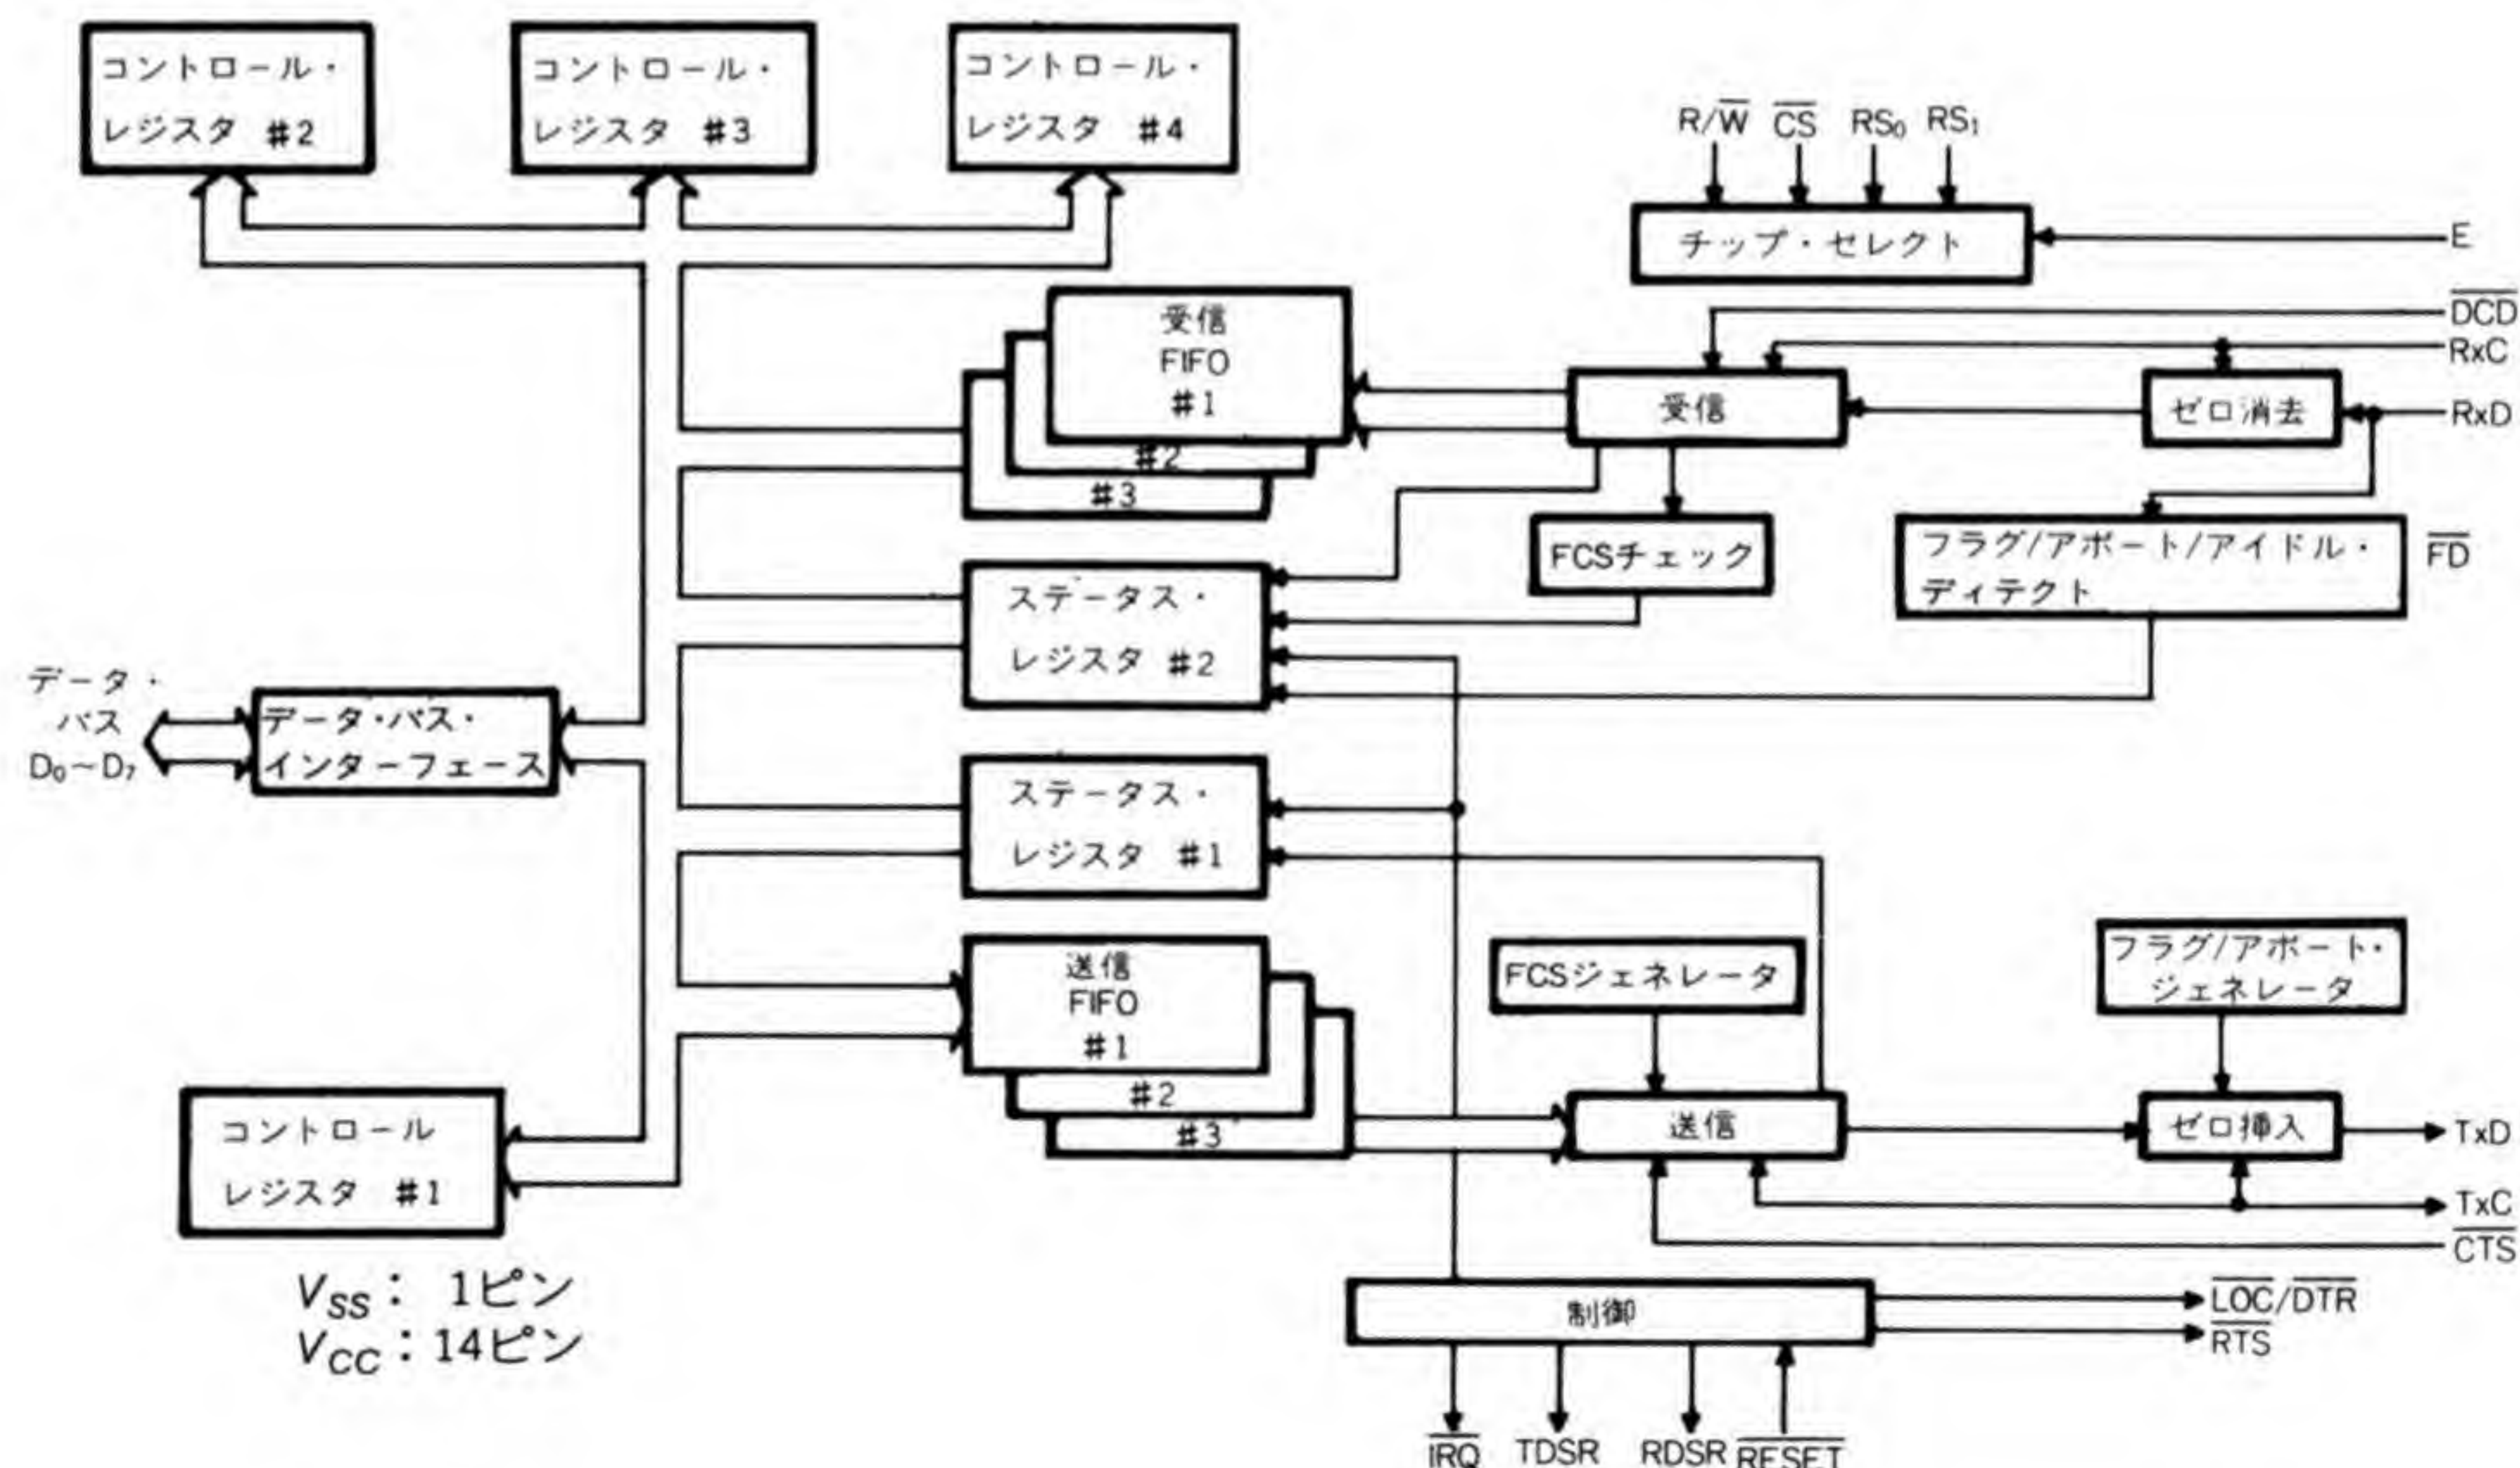 コントロール・
レジスタ #2
コントロール・
レジスタ #3
コントロール・
レジスタ #4
R/W̅ C̅S̅ RS₀ RS₁
チップ・セレクト
E
D̅C̅D̅
RxC
RxD
受信
FIFO
#1
#2
#3
受信
ゼロ消去
FCSチェック
フラグ/アボート/アイドル・
ディテクト
F̅D̅
ステータス・
レジスタ #2
データ・
バス
D₀~D₇
データ・バス・
インターフェース
ステータス・
レジスタ #1
送信
FIFO
#1
#2
#3
FCSジェネレータ
フラグ/アボート・
ジェネレータ
送信
ゼロ挿入
TxD
TxC
C̅T̅S̅
コントロール
レジスタ #1
VSS: 1ピン
VCC:14ピン
制御
L̅O̅C̅/D̅T̅R̅
R̅T̅S̅
I̅R̅Q̅ TDSR RDSR R̅E̅S̅E̅T̅